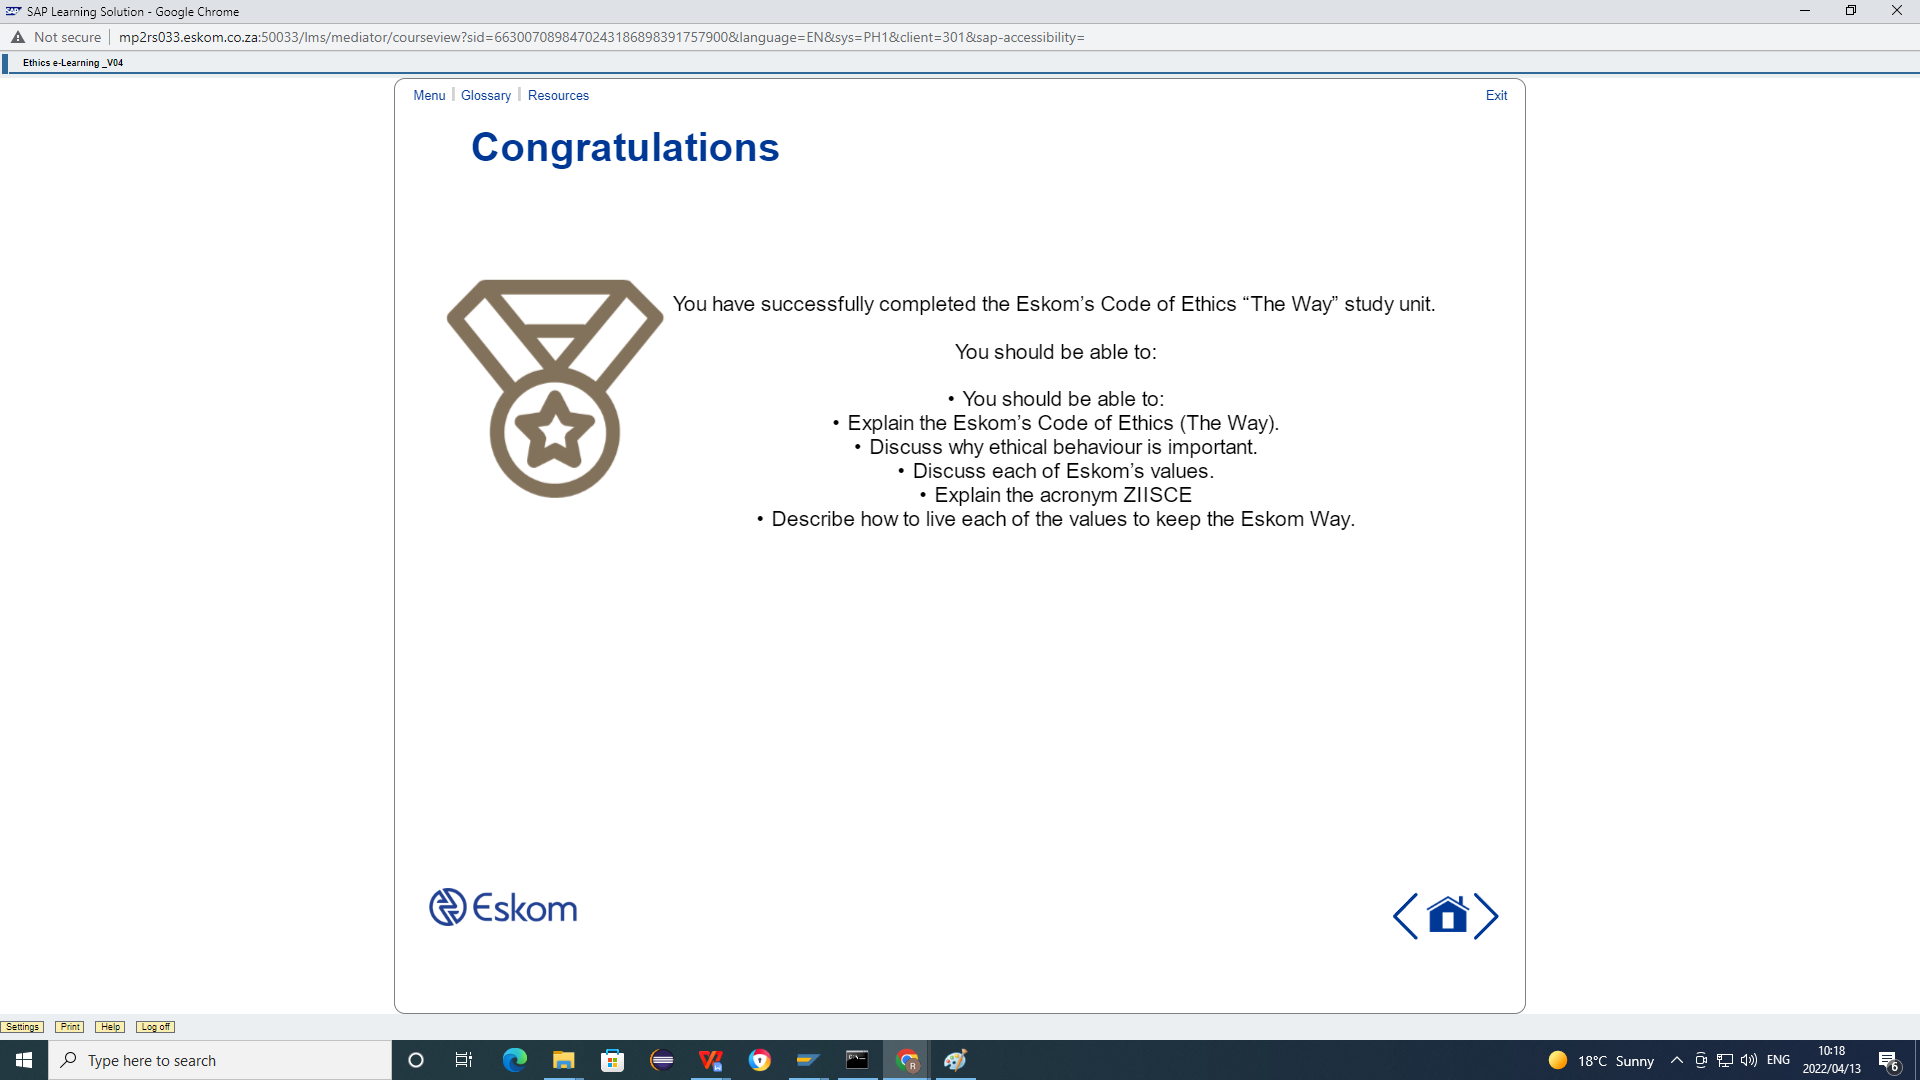 SAP Learning Solution - Google Chrome
Not secure | mp2rs033.eskom.co.za:50033/lms/mediator/courseview?sid=6630070898470243186898391757900&language=EN&sys=PH1&client=301&sap-accessibility=
Ethics e-Learning _V04
Menu | Glossary | Resources
Exit
Congratulations
You have successfully completed the Eskom’s Code of Ethics “The Way” study unit.
You should be able to:
• You should be able to:
• Explain the Eskom’s Code of Ethics (The Way).
• Discuss why ethical behaviour is important.
• Discuss each of Eskom’s values.
• Explain the acronym ZIISCE
• Describe how to live each of the values to keep the Eskom Way.
Eskom
Settings Print Help Log off
Type here to search
18°C Sunny
ENG
10:18
2022/04/13
6